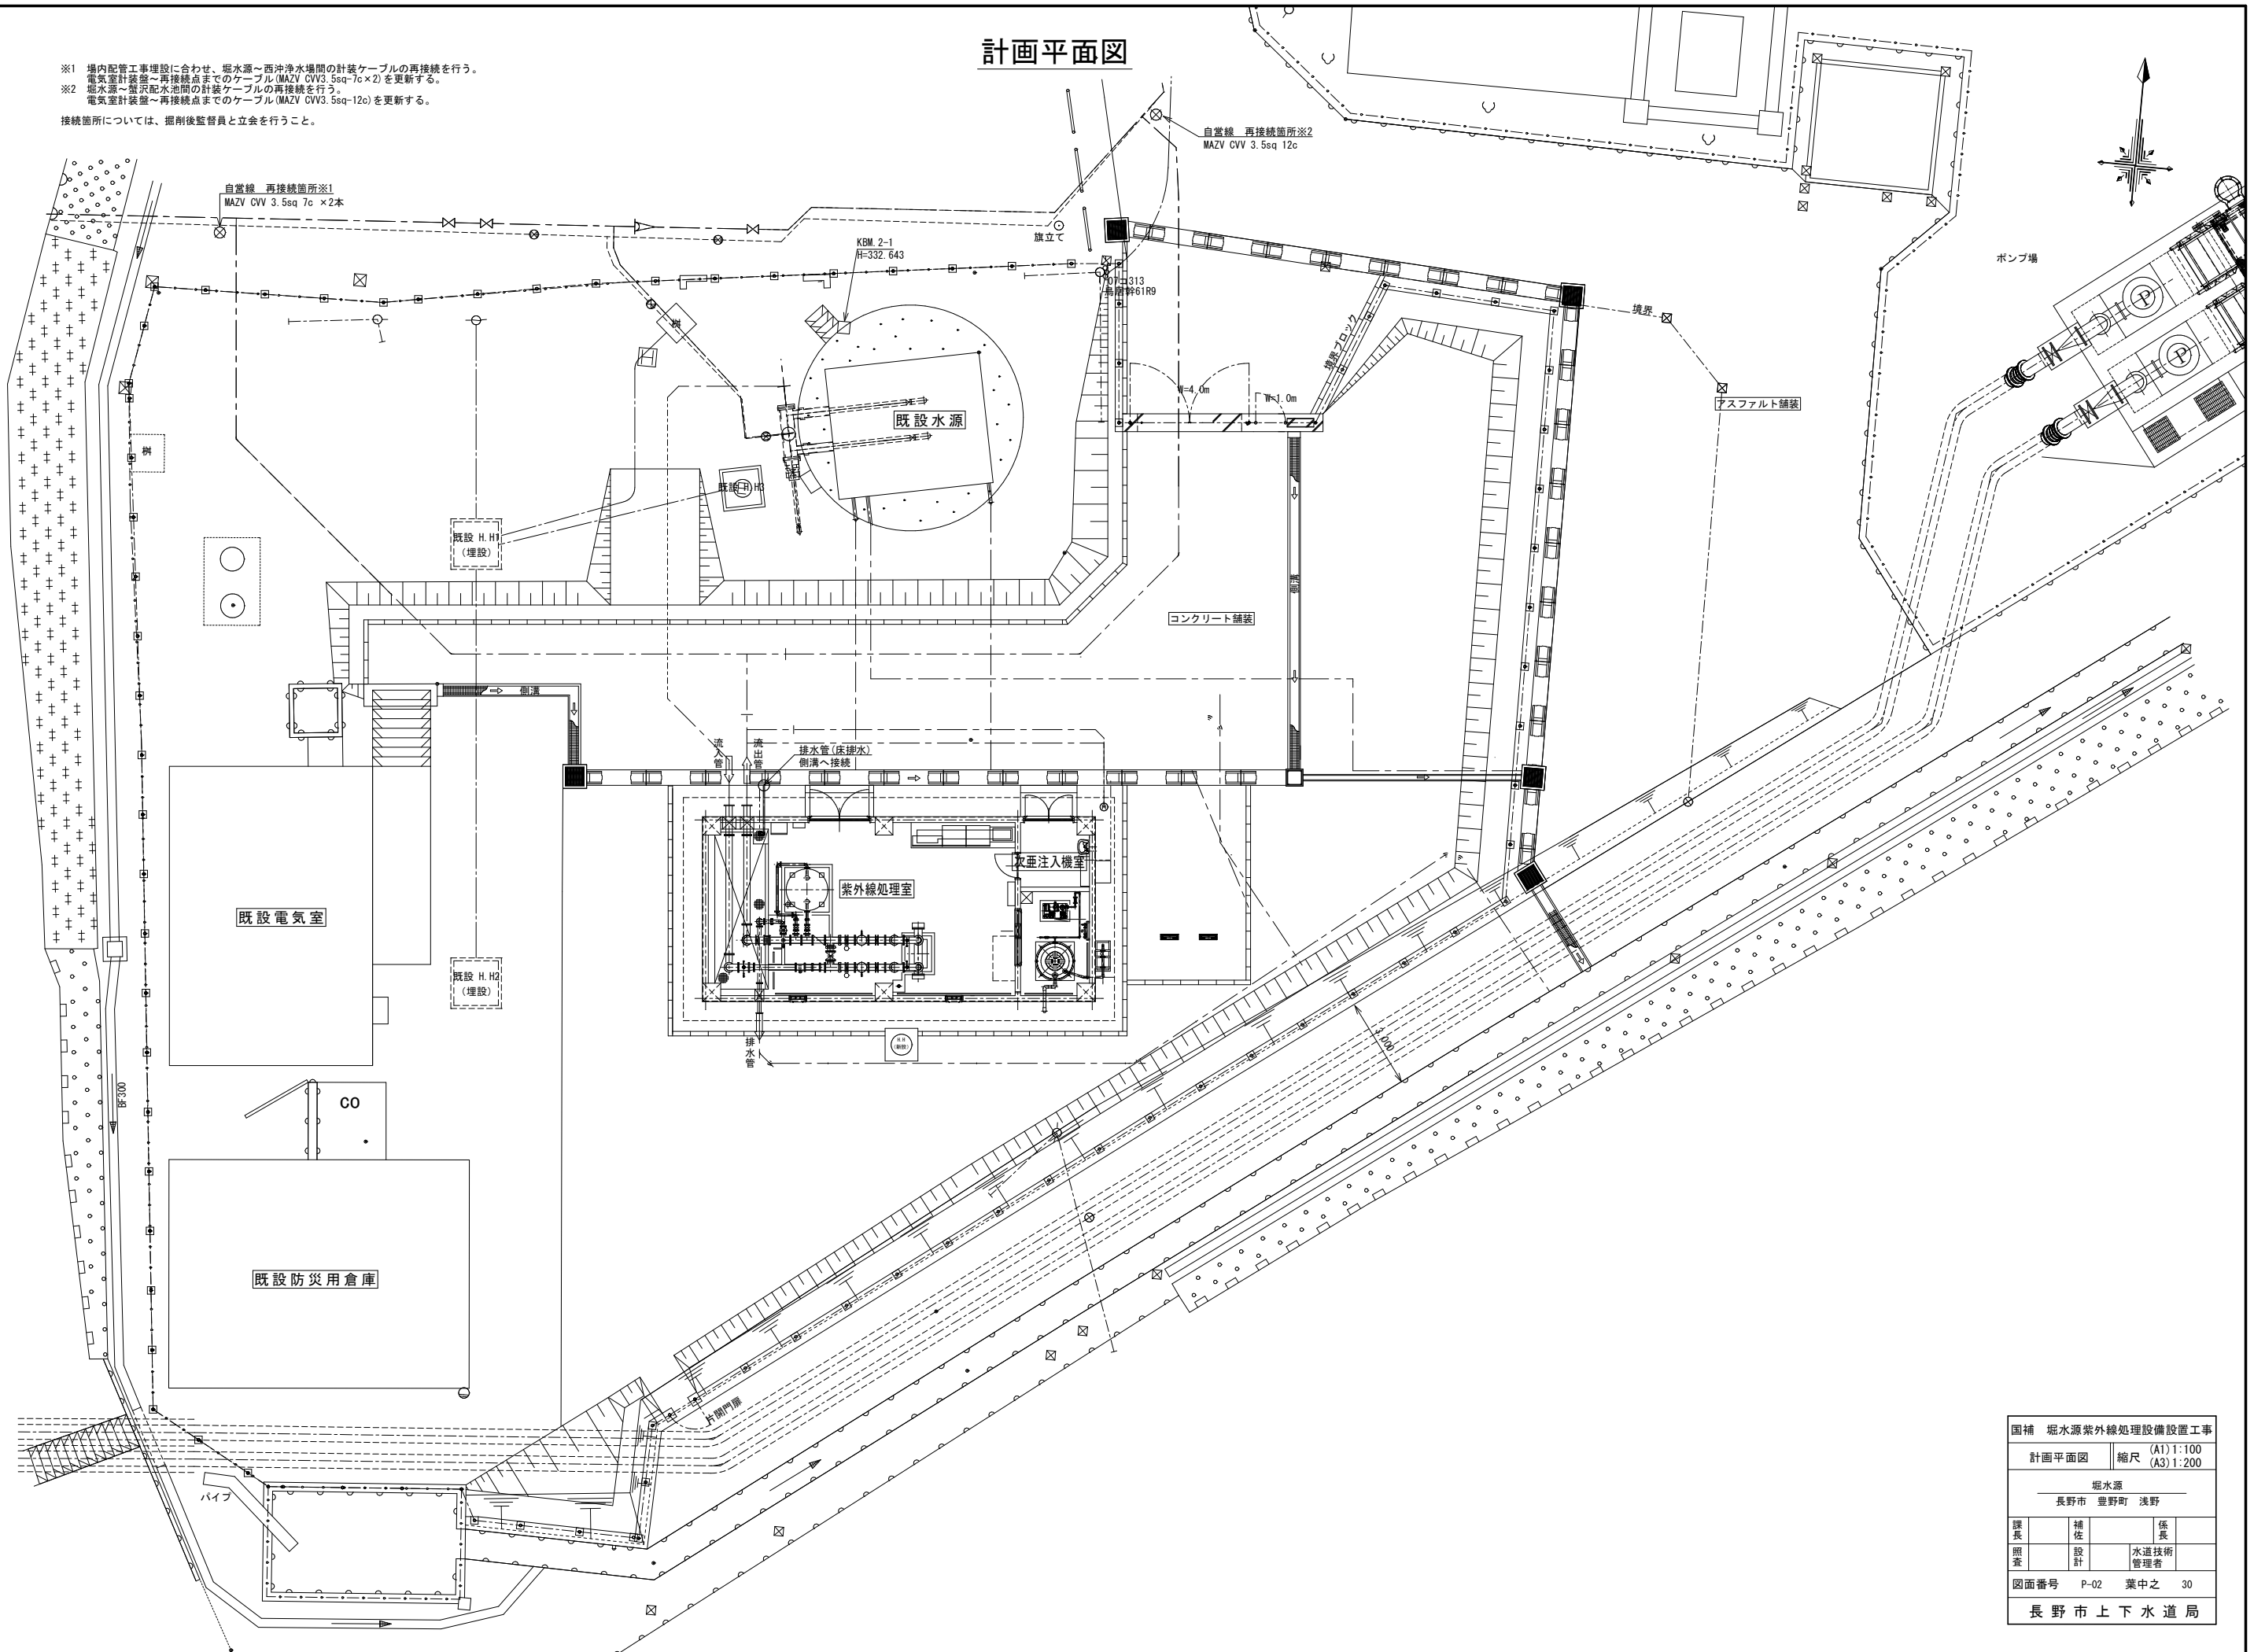 計画平面図
※1 場内配管工事埋設に合わせ、堀水源～西沖浄水場間の計装ケーブルの再接続を行う。
電気室計装盤～再接続点までのケーブル(MAZV CVV3.5sq-7c×2)を更新する。
※2 堀水源～蟹沢配水池間の計装ケーブルの再接続を行う。
電気室計装盤～再接続点までのケーブル(MAZV CVV3.5sq-12c)を更新する。
接続箇所については、掘削後監督員と立会を行うこと。
自営線 再接続箇所※2
MAZV CVV 3.5sq 12c
自営線 再接続箇所※1
MAZV CVV 3.5sq 7c ×2本
旗立て
KBM.2-1
H=332.643
ポンプ場
P
P
境界
境界ブロック
W=4.0m
W=1.0m
アスファルト舗装
既設水源
既設 H.H3
既設 H.H1
(埋設)
側溝
コンクリート舗装
側溝
流入管
流出管
排水管(床排水)
側溝へ接続
次亜注入機室
紫外線処理室
既設電気室
既設 H.H2
(埋設)
H.H
(新設)
排水管
BF300
CO
既設防災用倉庫
片開門扉
パイプ
国補 堀水源紫外線処理設備設置工事
計画平面図 縮尺 (A1)1:100
(A3)1:200
堀水源
長野市 豊野町 浅野
課長 補佐 係長
照査 設計 水道技術管理者
図面番号 P-02 葉中之 30
長野市上下水道局